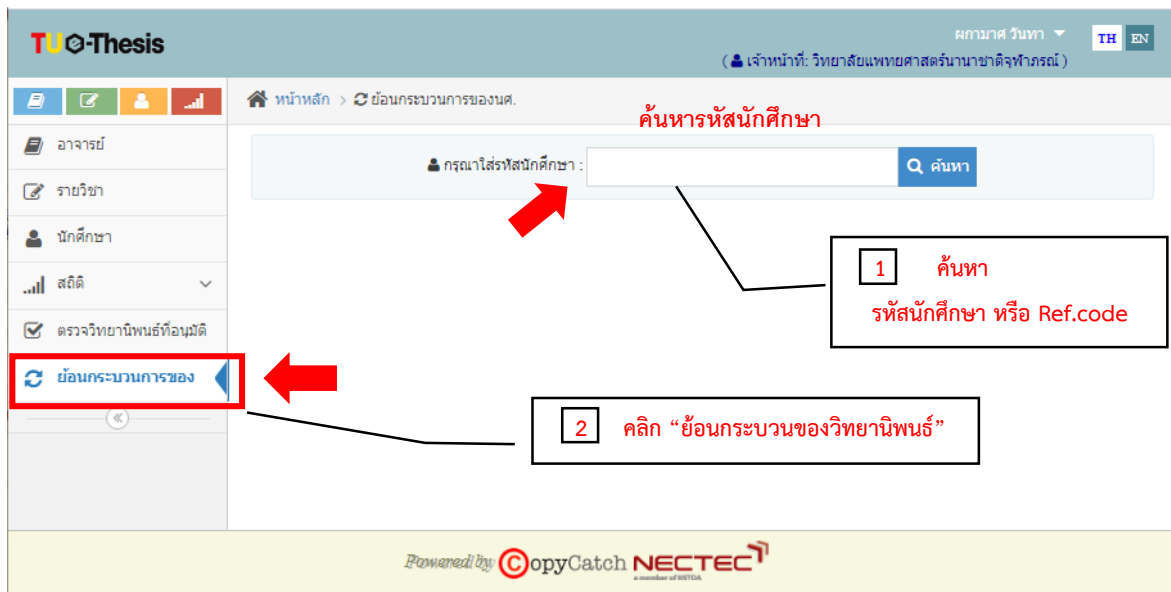 TU e-Thesis
ผกามาศ วันทา
TH EN
( เจ้าหน้าที่: วิทยาลัยแพทยศาสตร์นานาชาติจุฬาภรณ์ )
หน้าหลัก > ย้อนกระบวนการของนศ.
ค้นหารหัสนักศึกษา
กรุณาใส่รหัสนักศึกษา :
ค้นหา
อาจารย์
รายวิชา
นักศึกษา
สถิติ
ตรวจวิทยานิพนธ์ที่อนุมัติ
ย้อนกระบวนการของ
1 ค้นหา
รหัสนักศึกษา หรือ Ref.code
2 คลิก “ย้อนกระบวนของวิทยานิพนธ์”
Powered by CopyCatch NECTEC
a member of NSTDA